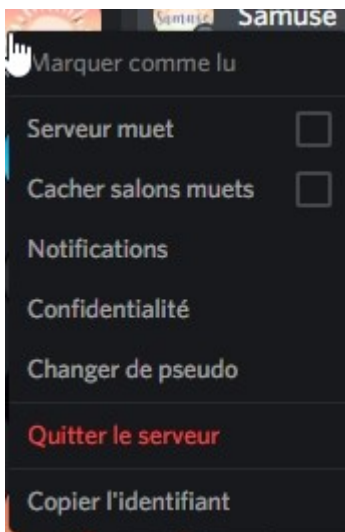 Samuse Samuse
Marquer comme lu
Serveur muet
Cacher salons muets
Notifications
Confidentialité
Changer de pseudo
Quitter le serveur
Copier l'identifiant